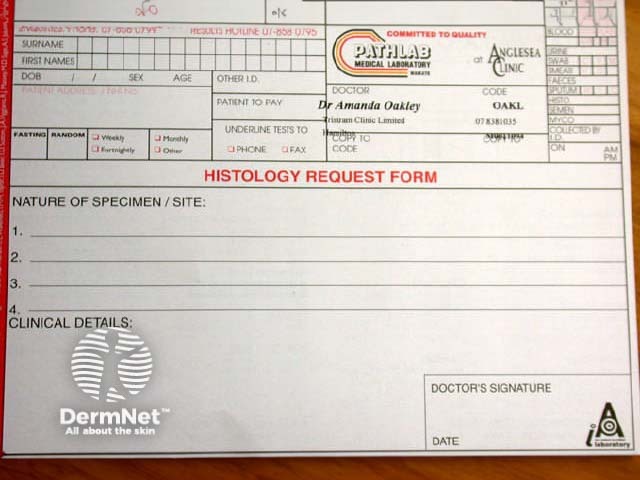 RESULTS HOTLINE 07-858 0795
SURNAME
FIRST NAMES
DOB / / SEX AGE
PATIENT ADDRESS
FASTING RANDOM Weekly Monthly
Fortnightly Other
OTHER I.D.
PATIENT TO PAY
UNDERLINE TESTS TO
PHONE FAX
COMMITTED TO QUALITY
PATHLAB
MEDICAL LABORATORY
WAIKATO
at ANGLESEA CLINIC
DOCTOR CODE
Dr Amanda Oakley OAKL
Tristram Clinic Limited 07 8381035
Hamilton
COPY TO COPY TO
CODE
BLOOD
URINE
SWAB M
SMEAR F
FAECES
SPUTUM
HISTO
SEMEN
MYCO
COLLECTED BY
I.D.
ON AM
PM
HISTOLOGY REQUEST FORM
NATURE OF SPECIMEN / SITE:
1.
2.
3.
4.
CLINICAL DETAILS:
DermNet™
All about the skin
DOCTOR'S SIGNATURE
DATE
laboratory